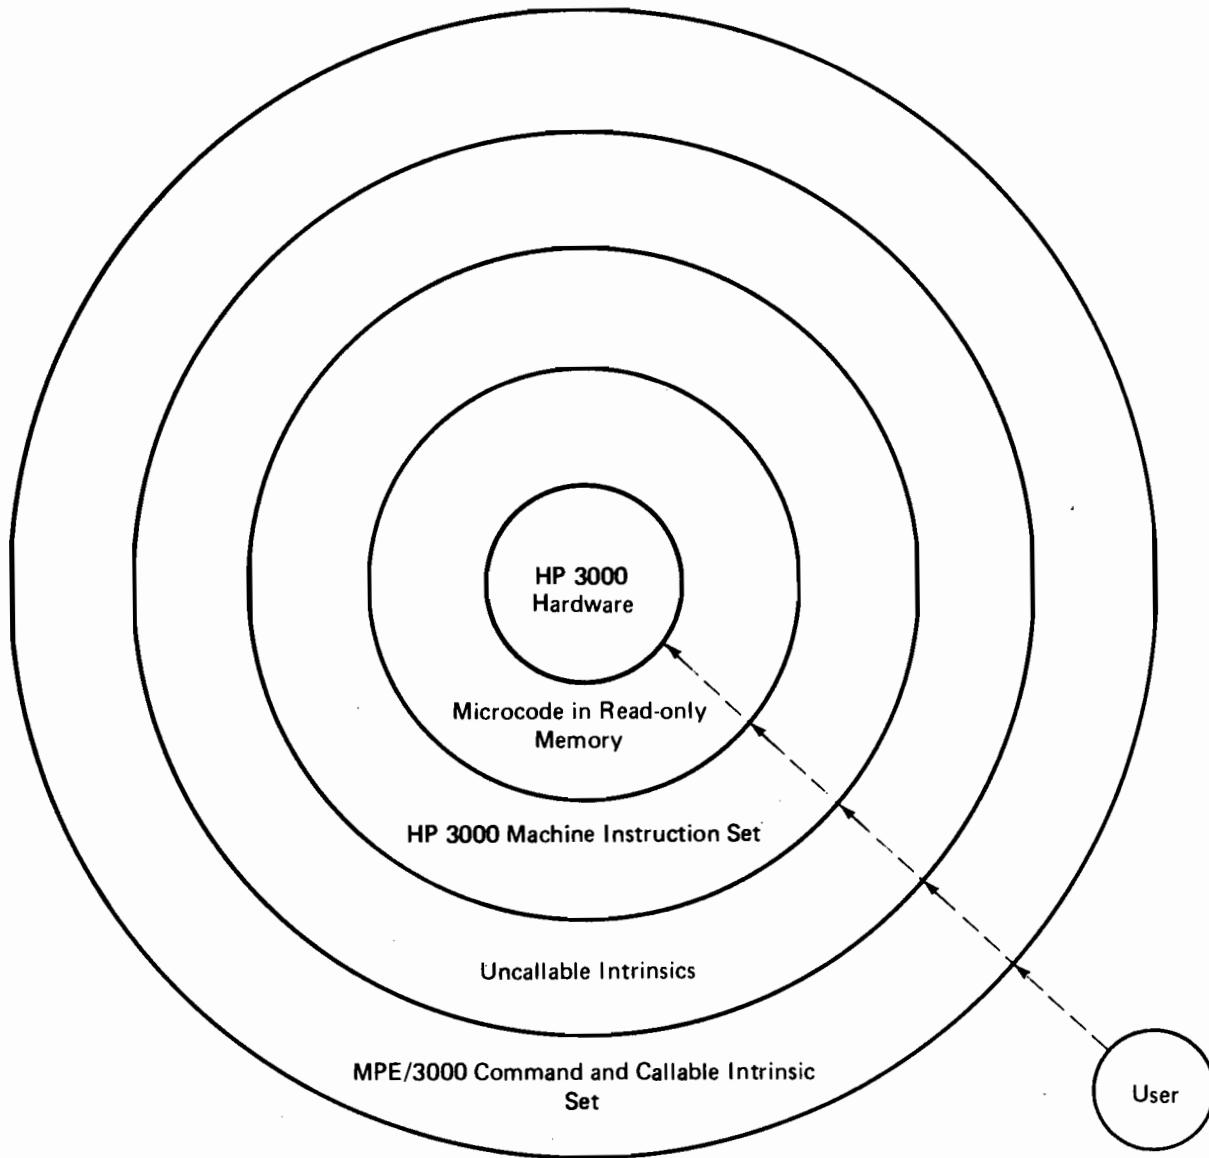 HP 3000
Hardware
Microcode in Read-only
Memory
HP 3000 Machine Instruction Set
Uncallable Intrinsics
MPE/3000 Command and Callable Intrinsic
Set
User